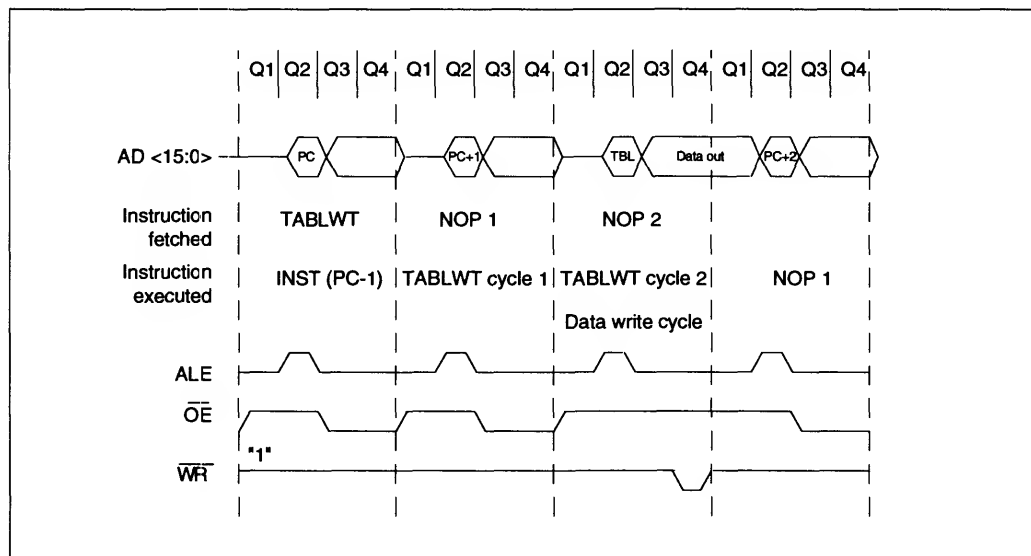 Q1 Q2 Q3 Q4 Q1 Q2 Q3 Q4 Q1 Q2 Q3 Q4 Q1 Q2 Q3 Q4
AD <15:0> PC PC+1 TBL Data out PC+2
Instruction fetched TABLWT NOP 1 NOP 2
Instruction executed INST (PC-1) TABLWT cycle 1 TABLWT cycle 2 NOP 1
Data write cycle
ALE
OE
"1"
WR